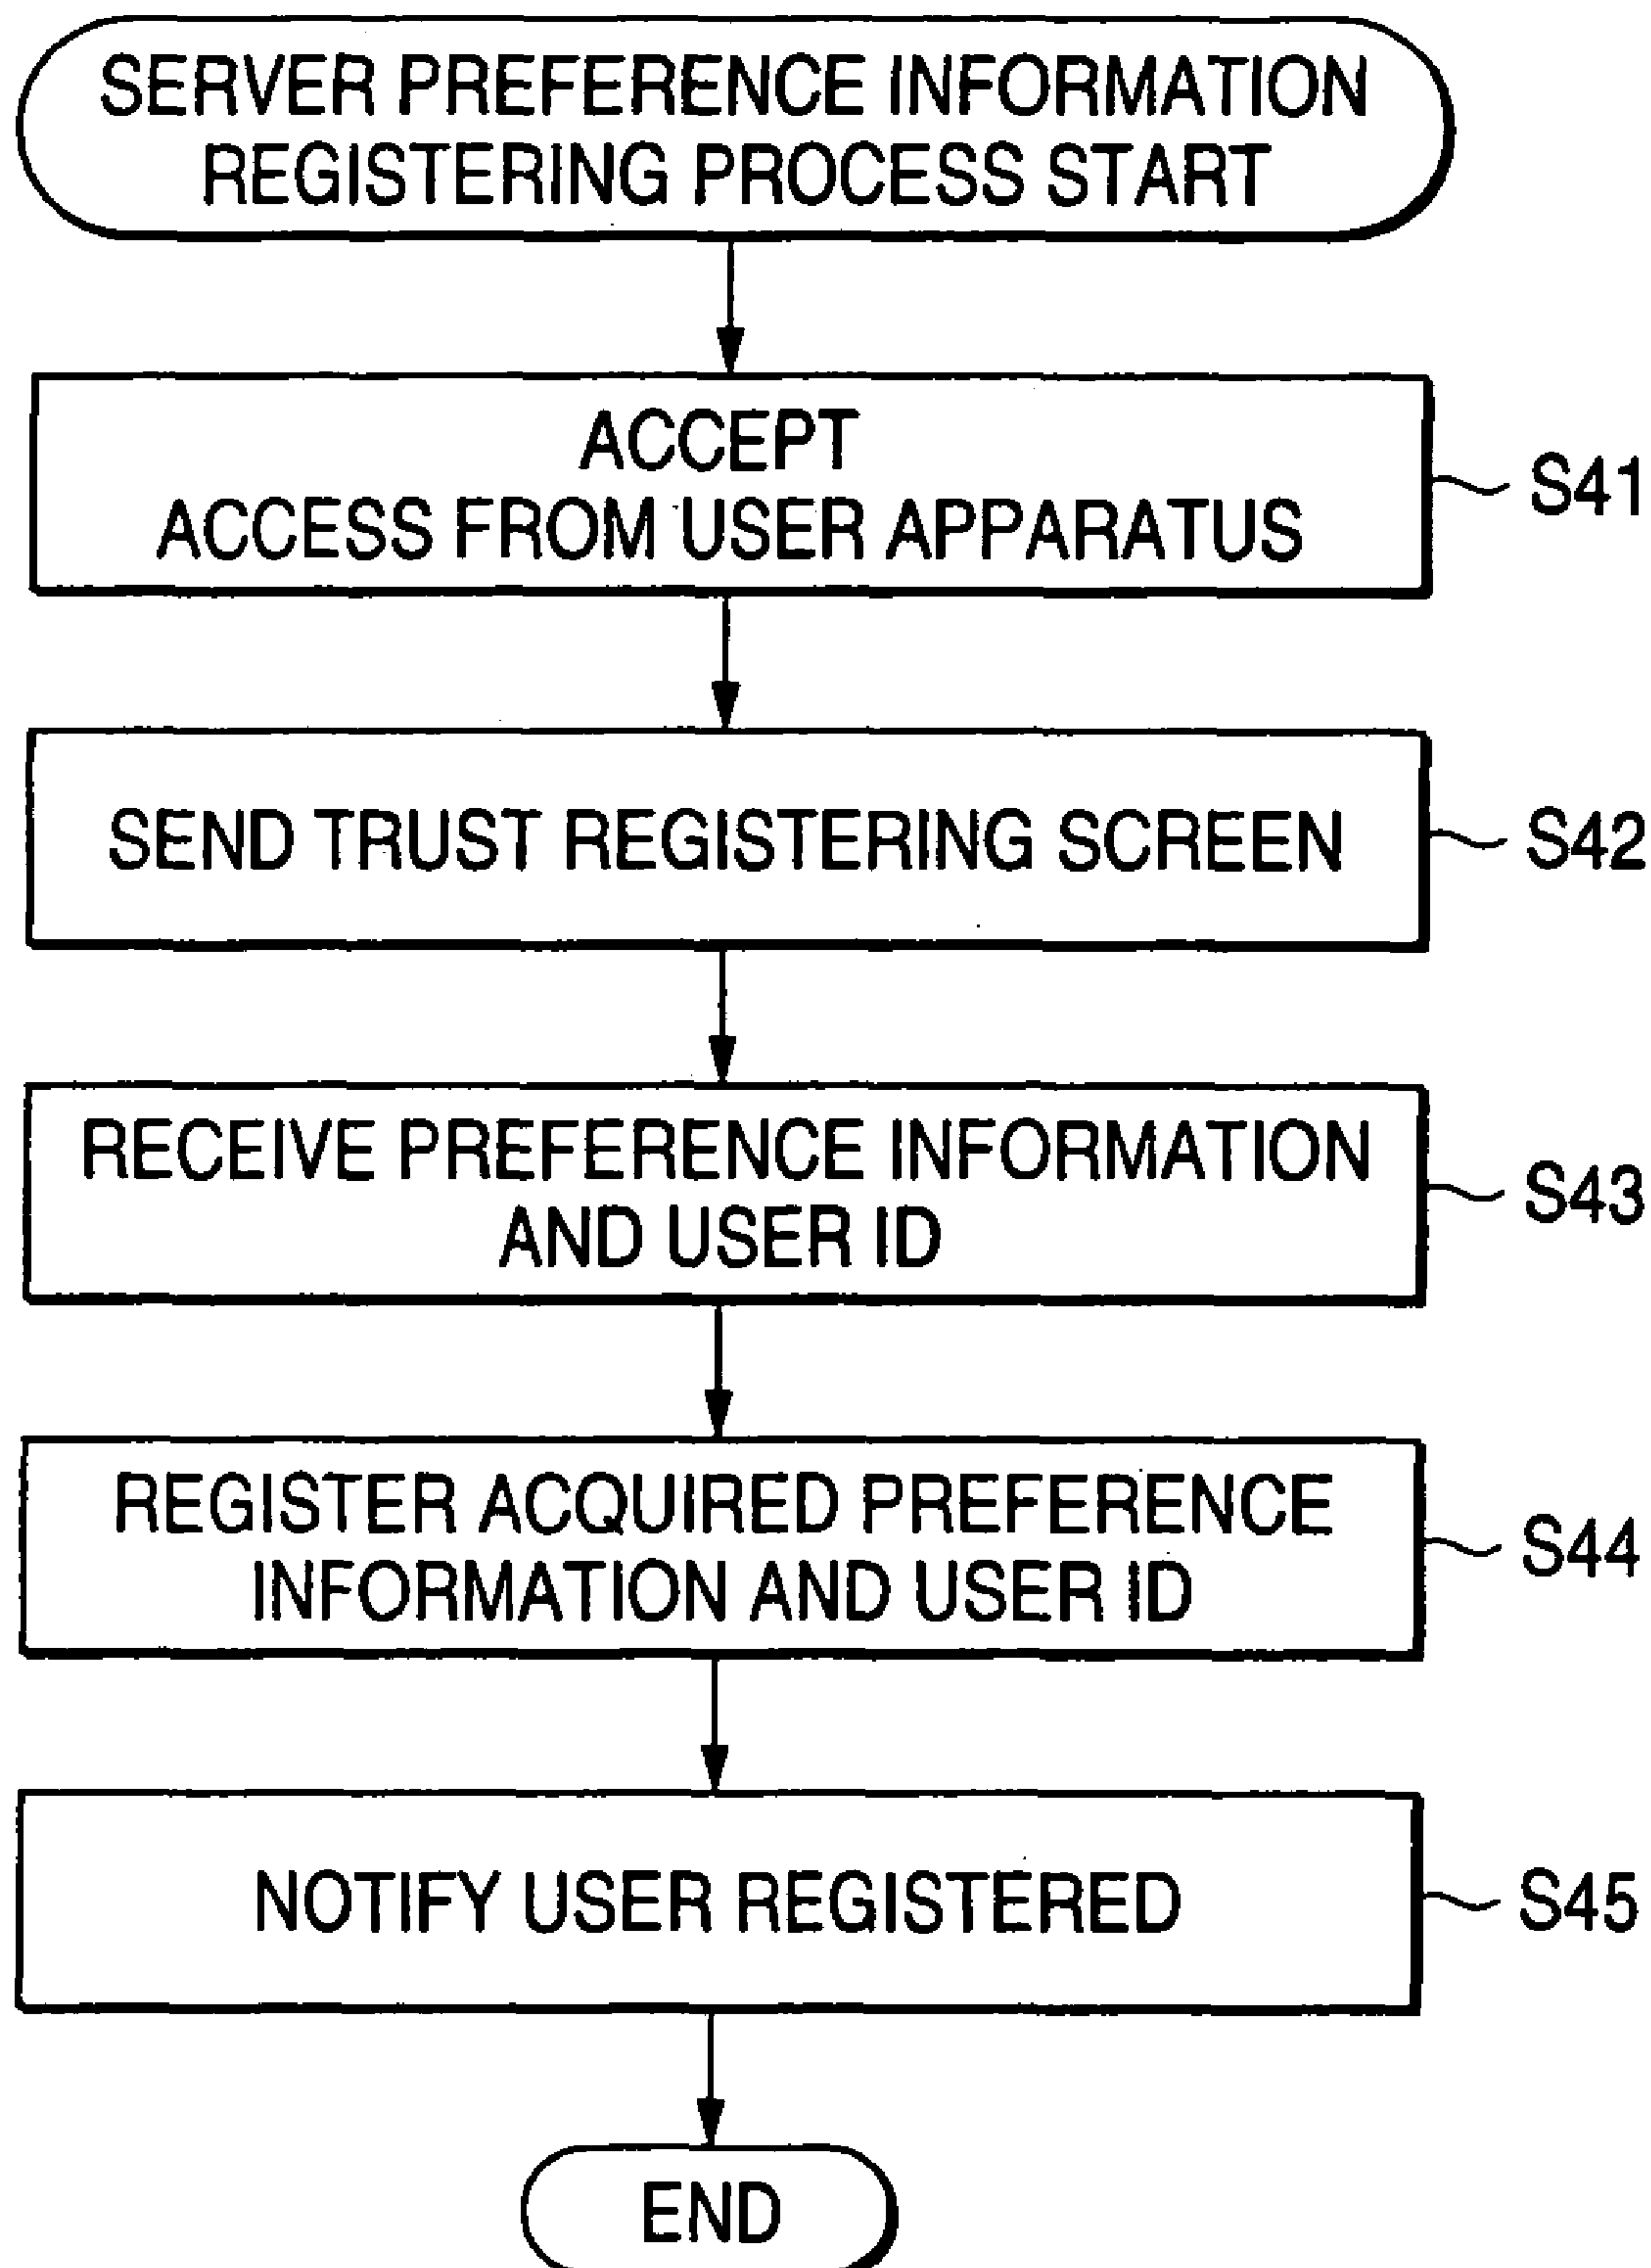 SERVER PREFERENCE INFORMATION
REGISTERING PROCESS START
ACCEPT
ACCESS FROM USER APPARATUS
S41
SEND TRUST REGISTERING SCREEN
S42
RECEIVE PREFERENCE INFORMATION
AND USER ID
S43
REGISTER ACQUIRED PREFERENCE
INFORMATION AND USER ID
S44
NOTIFY USER REGISTERED
S45
END